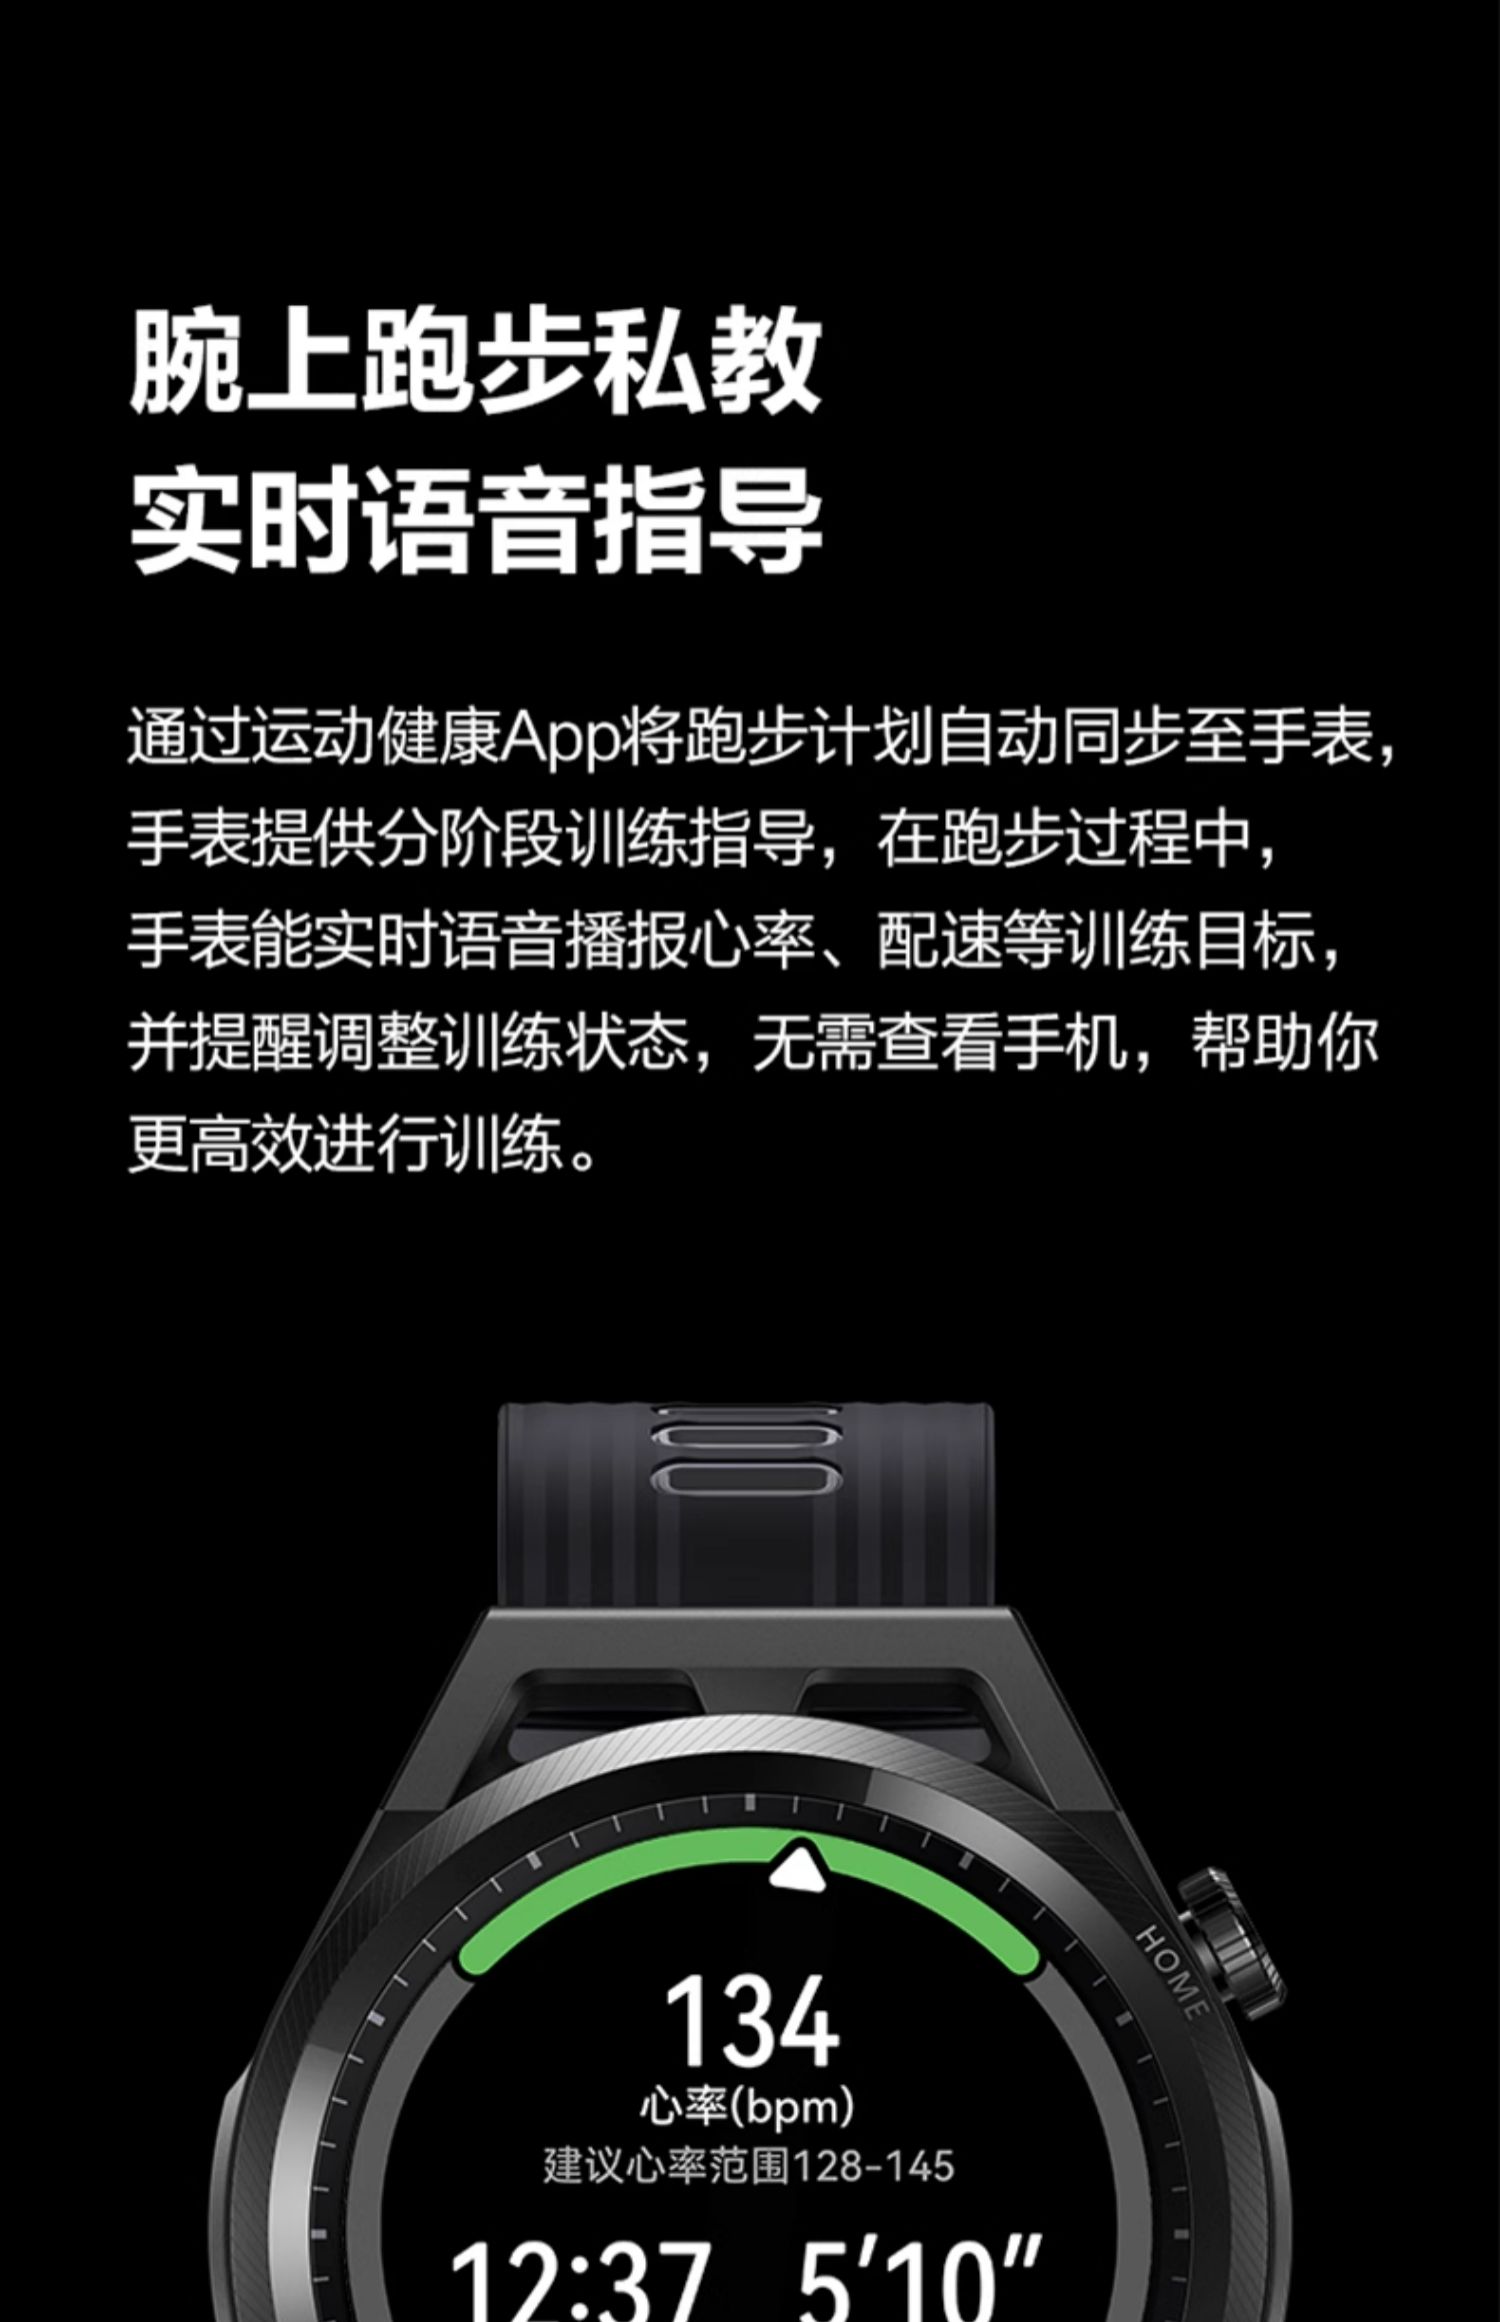 腕上跑步私教
实时语音指导
通过运动健康App将跑步计划自动同步至手表，
手表提供分阶段训练指导，在跑步过程中，
手表能实时语音播报心率、配速等训练目标，
并提醒调整训练状态，无需查看手机，帮助你
更高效进行训练。
HOME
134
心率(bpm)
建议心率范围128-145
12:37 5′10″